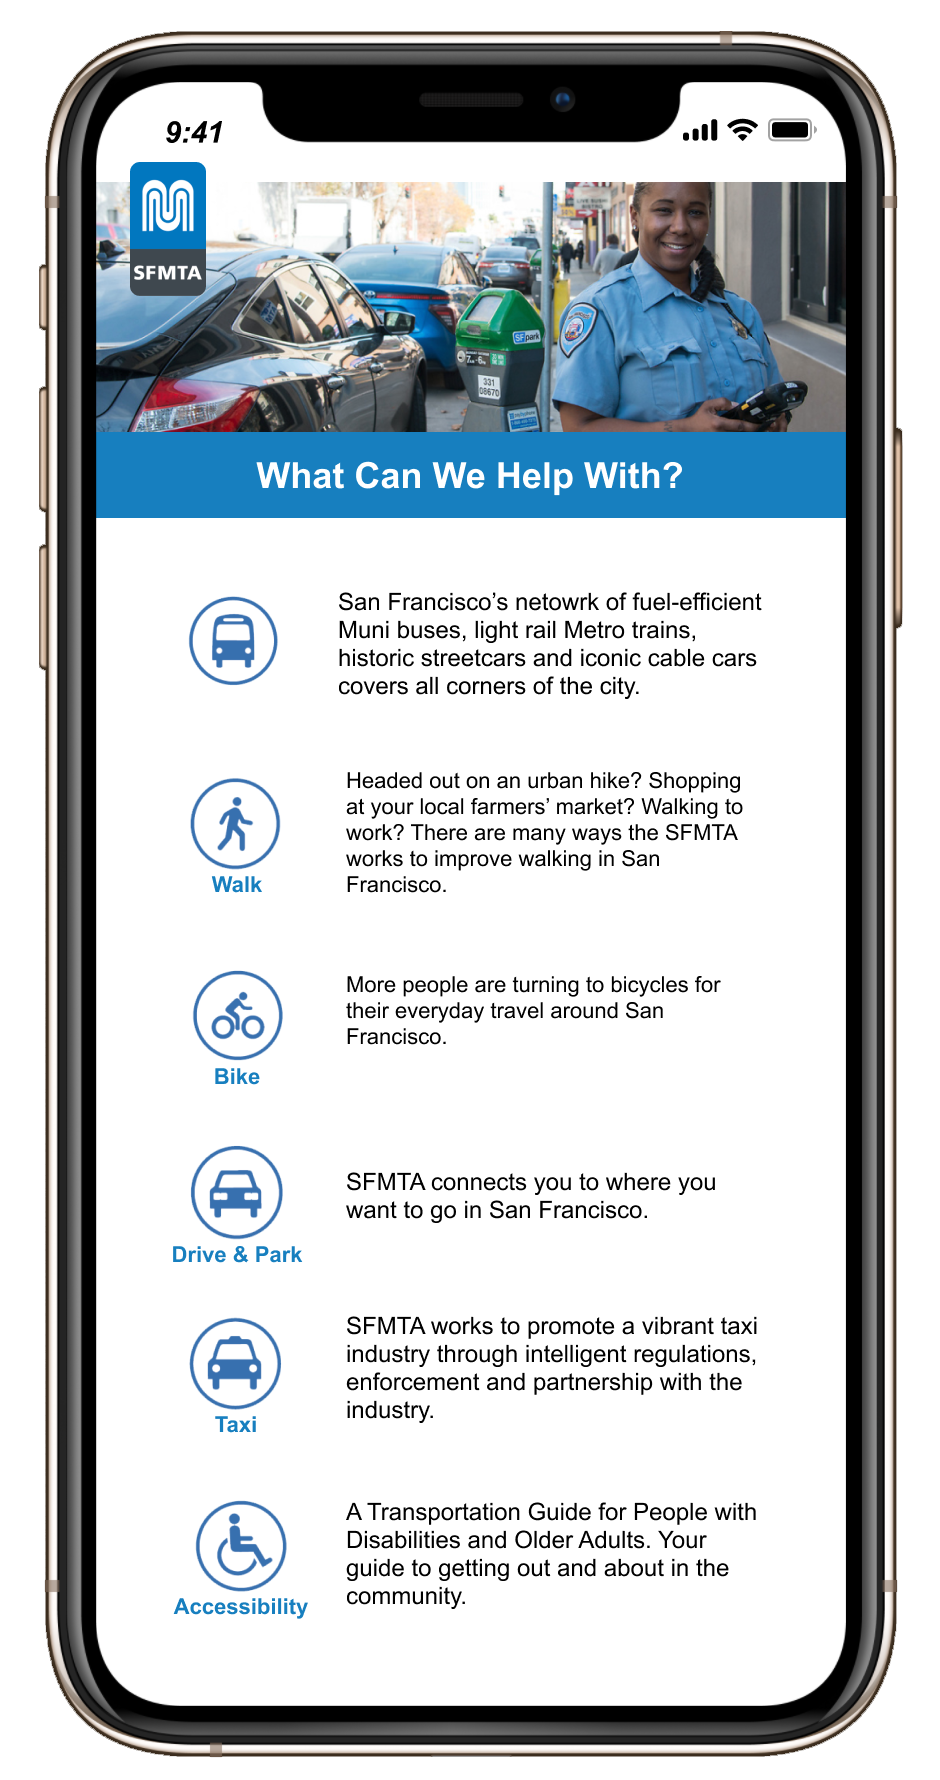 9:41
SFMTA
LIVE SUSHI
BISTRO
SFpark
331
08670
What Can We Help With?
San Francisco’s netowrk of fuel-efficient
Muni buses, light rail Metro trains,
historic streetcars and iconic cable cars
covers all corners of the city.
Headed out on an urban hike? Shopping
at your local farmers’ market? Walking to
work? There are many ways the SFMTA
works to improve walking in San
Francisco.
Walk
More people are turning to bicycles for
their everyday travel around San
Francisco.
Bike
SFMTA connects you to where you
want to go in San Francisco.
Drive & Park
SFMTA works to promote a vibrant taxi
industry through intelligent regulations,
enforcement and partnership with the
industry.
Taxi
A Transportation Guide for People with
Disabilities and Older Adults. Your
guide to getting out and about in the
community.
Accessibility